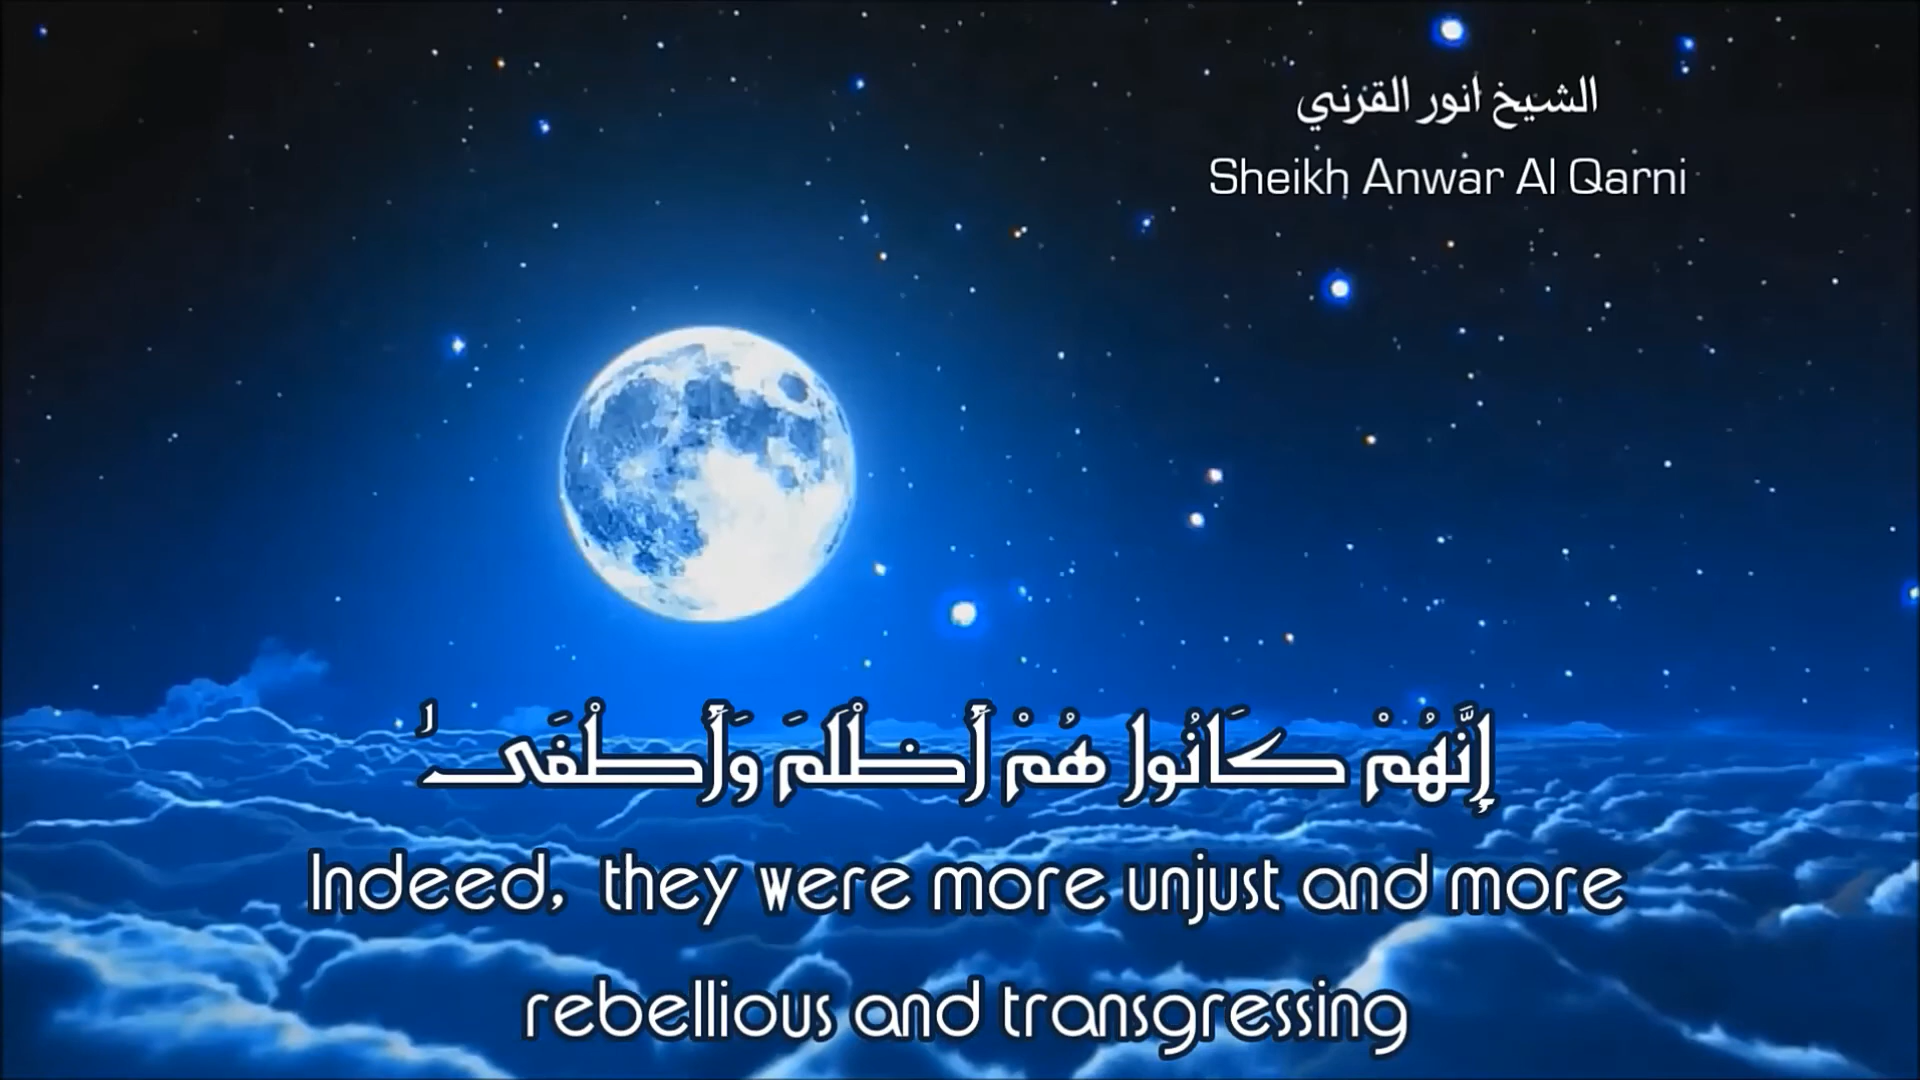 الشيخ انور القرني
Sheikh Anwar Al Qarni
إِنَّهُمْ كَانُوا هُمْ أَظْلَمَ وَأَطْغَىٰ
Indeed, they were more unjust and more
rebellious and transgressing